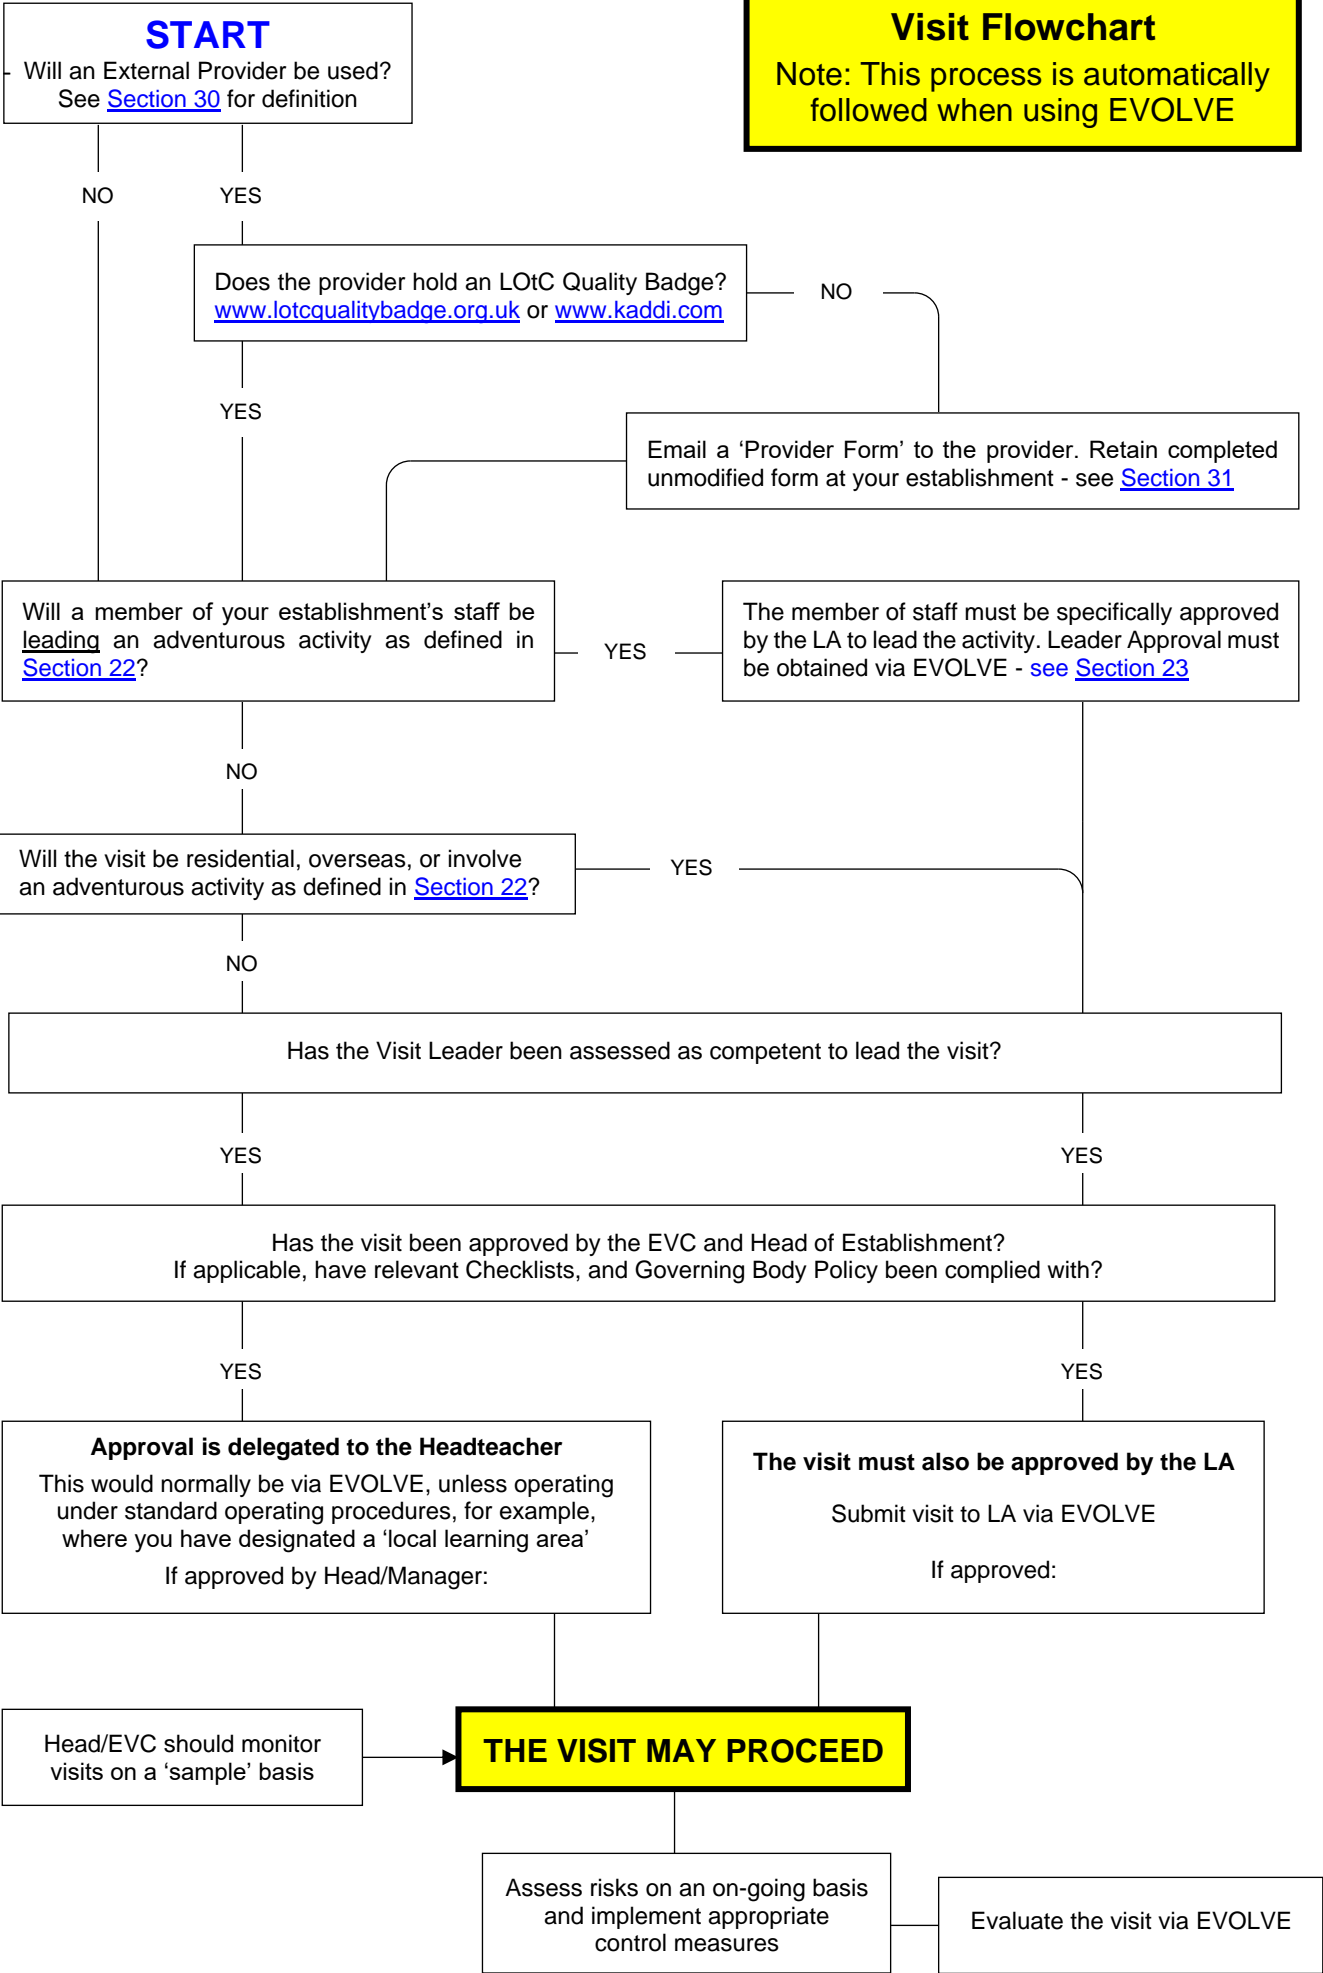 START
- Will an External Provider be used?
See Section 30 for definition
Visit Flowchart
Note: This process is automatically
followed when using EVOLVE
NO
YES
Does the provider hold an LOtC Quality Badge?
www.lotcqualitybadge.org.uk or www.kaddi.com
NO
YES
Email a ‘Provider Form’ to the provider. Retain completed
unmodified form at your establishment - see Section 31
Will a member of your establishment’s staff be
leading an adventurous activity as defined in
Section 22?
YES
The member of staff must be specifically approved
by the LA to lead the activity. Leader Approval must
be obtained via EVOLVE - see Section 23
NO
Will the visit be residential, overseas, or involve
an adventurous activity as defined in Section 22?
YES
NO
Has the Visit Leader been assessed as competent to lead the visit?
YES
YES
Has the visit been approved by the EVC and Head of Establishment?
If applicable, have relevant Checklists, and Governing Body Policy been complied with?
YES
YES
Approval is delegated to the Headteacher
This would normally be via EVOLVE, unless operating
under standard operating procedures, for example,
where you have designated a ‘local learning area’
If approved by Head/Manager:
The visit must also be approved by the LA
Submit visit to LA via EVOLVE
If approved:
Head/EVC should monitor
visits on a ‘sample’ basis
THE VISIT MAY PROCEED
Assess risks on an on-going basis
and implement appropriate
control measures
Evaluate the visit via EVOLVE